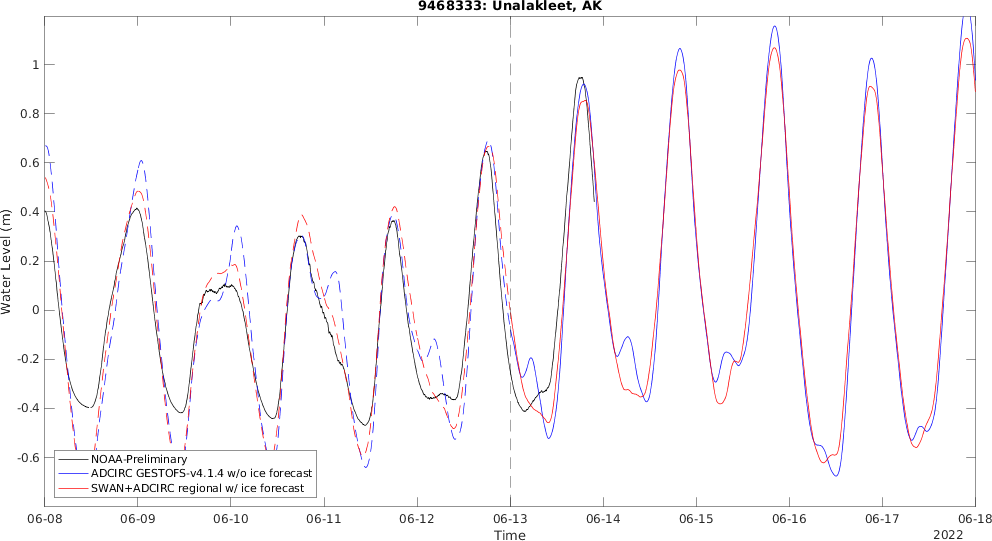 9468333: Unalakleet, AK
Water Level (m)
1
0.8
0.6
0.4
0.2
0
-0.2
-0.4
-0.6
NOAA-Preliminary
ADCIRC GESTOFS-v4.1.4 w/o ice forecast
SWAN+ADCIRC regional w/ ice forecast
06-08 06-09 06-10 06-11 06-12 06-13 06-14 06-15 06-16 06-17 06-18
Time
2022